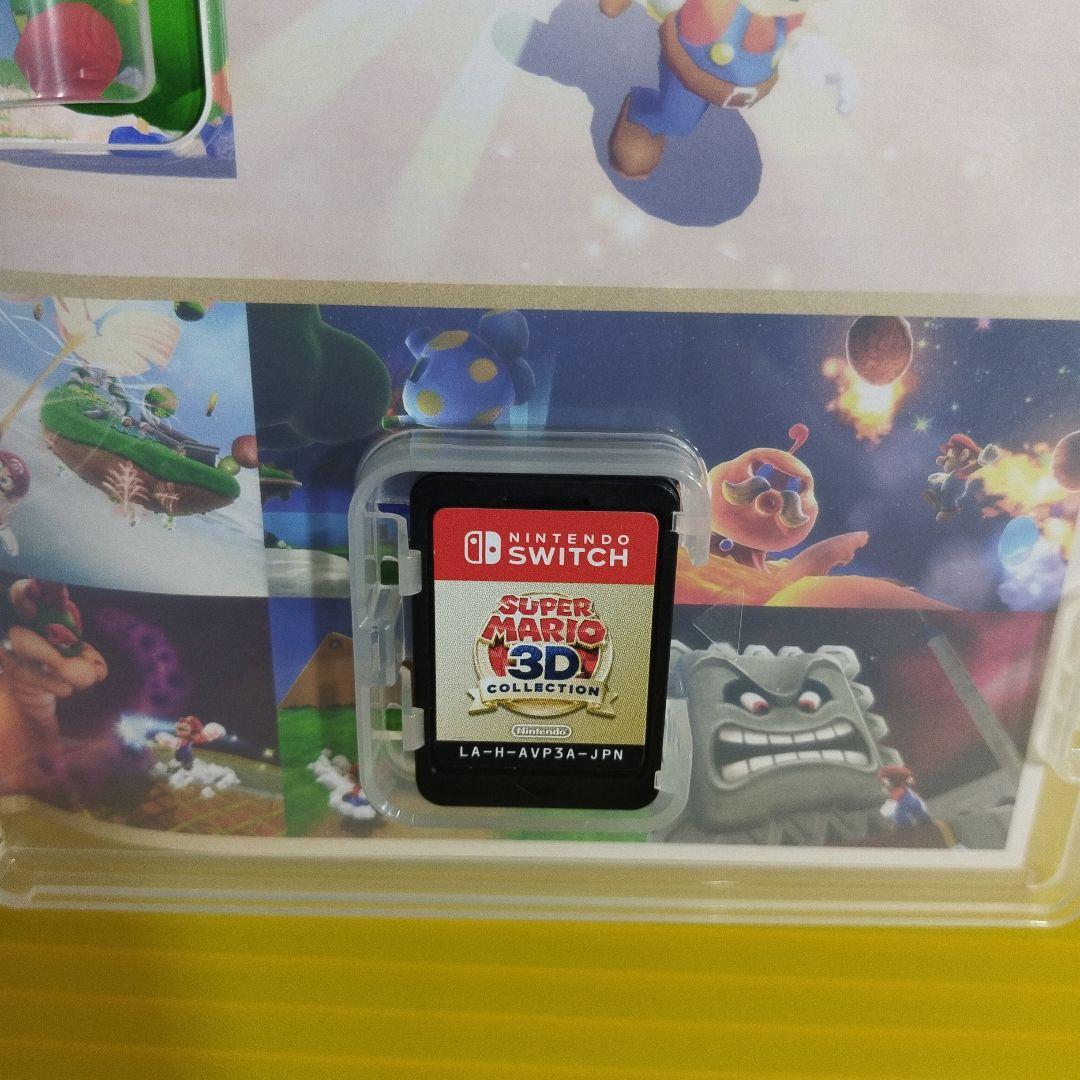 NINTENDO
SWITCH
SUPER
MARIO
3D
COLLECTION
Nintendo
LA-H-AVP3A-JPN